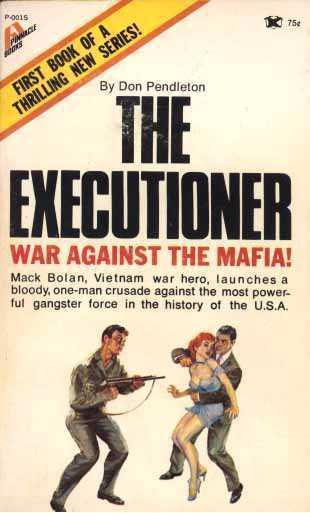 P-001S
PINNACLE
BOOKS
75¢
FIRST BOOK OF A
THRILLING NEW SERIES!
By Don Pendleton
THE
EXECUTIONER
WAR AGAINST THE MAFIA!
Mack Bolan, Vietnam war hero, launches a
bloody, one-man crusade against the most power-
ful gangster force in the history of the U.S.A.